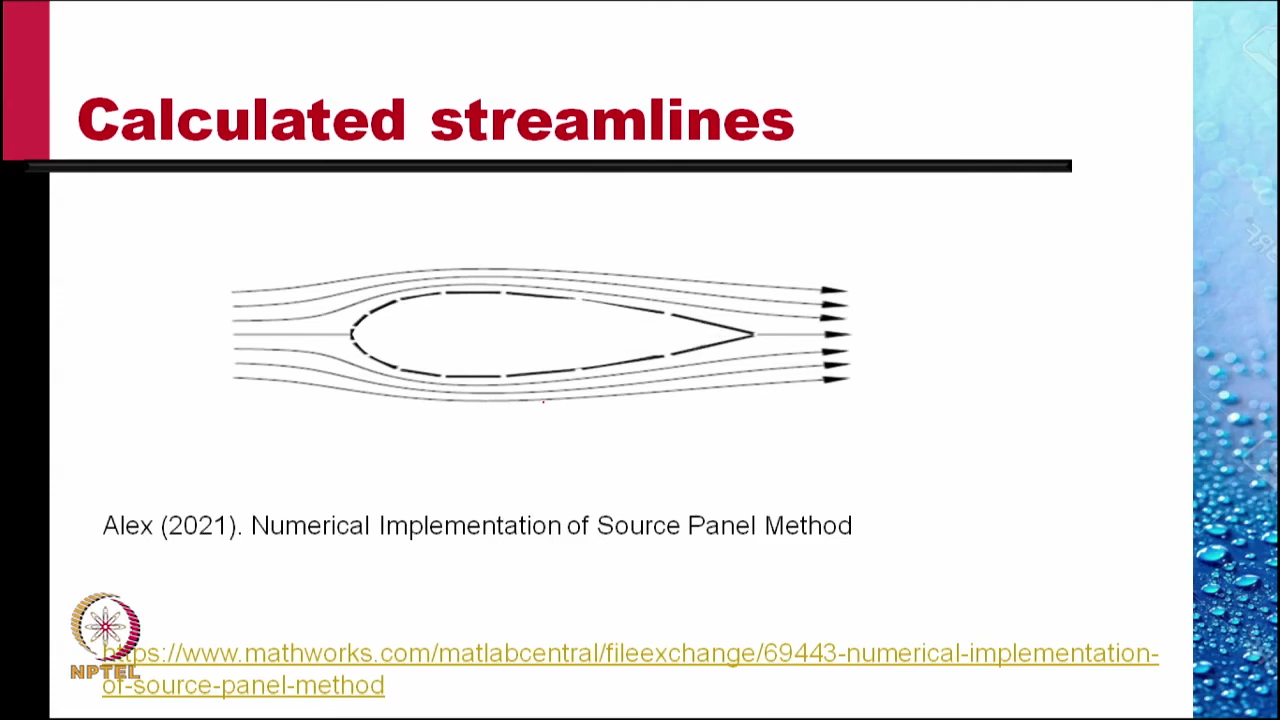 Calculated streamlines
Alex (2021). Numerical Implementation of Source Panel Method
https://www.mathworks.com/matlabcentral/fileexchange/69443-numerical-implementation-
of-source-panel-method
NPTEL